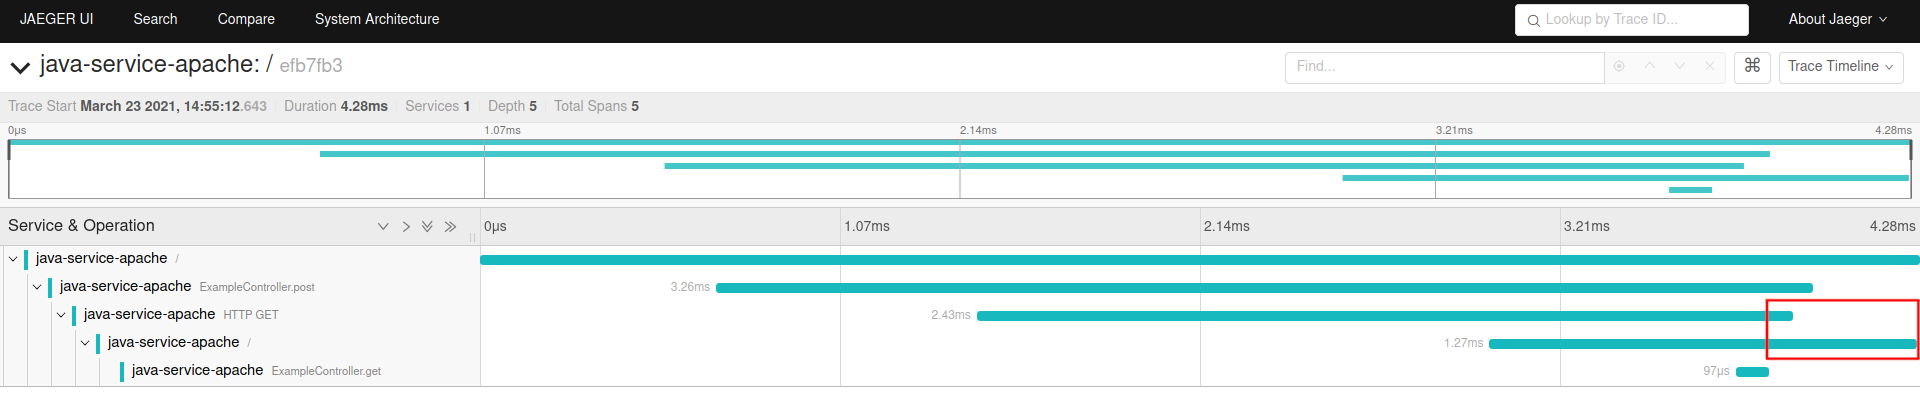 JAEGER UI Search Compare System Architecture Lookup by Trace ID... About Jaeger
java-service-apache: / efb7fb3 Find... ⌘ Trace Timeline
Trace Start March 23 2021, 14:55:12.643 Duration 4.28ms Services 1 Depth 5 Total Spans 5
0μs 1.07ms 2.14ms 3.21ms 4.28ms
Service & Operation 0μs 1.07ms 2.14ms 3.21ms 4.28ms
java-service-apache /
java-service-apache ExampleController.post 3.26ms
java-service-apache HTTP GET 2.43ms
java-service-apache / 1.27ms
java-service-apache ExampleController.get 97μs